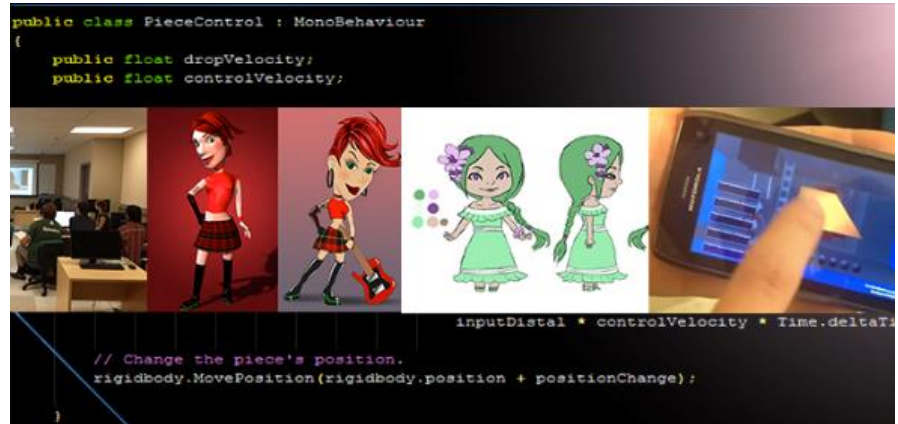 public class PieceControl : MonoBehaviour
{
public float dropVelocity;
public float controlVelocity;
MOTOROLA
inputDistal * controlVelocity * Time.deltaTi
// Change the piece's position.
rigidbody.MovePosition(rigidbody.position + positionChange);
}